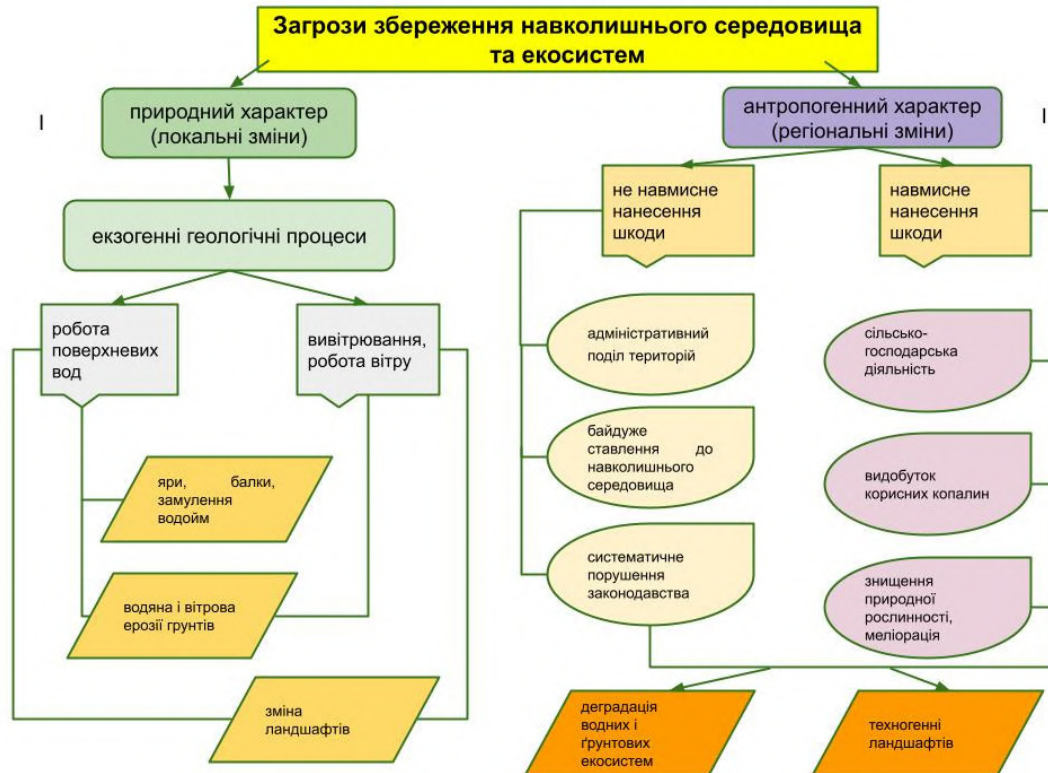 Загрози збереження навколишнього середовища
та екосистем
І
природний характер
(локальні зміни)
антропогенний характер
(регіональні зміни)
І
екзогенні геологічні процеси
не навмисне
нанесення
шкоди
навмисне
нанесення
шкоди
робота
поверхневих
вод
вивітрювання,
робота вітру
адміністративний
поділ територій
сільсько-
господарська
діяльність
байдуже
ставлення до
навколишнього
середовища
видобуток
корисних копалин
яри, балки,
замулення
водойм
систематичне
порушення
законодавства
знищення
природної
рослинності,
меліорація
водяна і вітрова
ерозії грунтів
зміна
ландшафтів
деградація
водних і
ґрунтових
екосистем
техногенні
ландшафтів